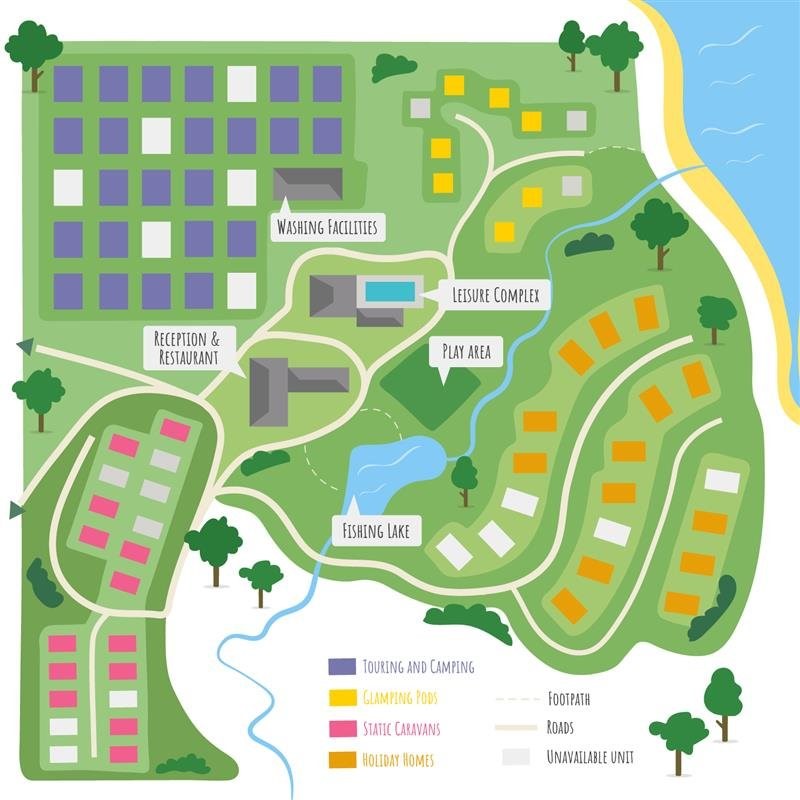 Washing Facilities
Leisure Complex
Reception &
Restaurant
Play area
Fishing Lake
Touring and Camping
Glamping Pods
Static Caravans
Holiday Homes
Footpath
Roads
Unavailable unit